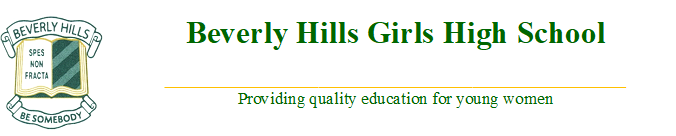 BEVERLY HILLS
SPES
NON
FRACTA
BE SOMEBODY
Beverly Hills Girls High School
Providing quality education for young women